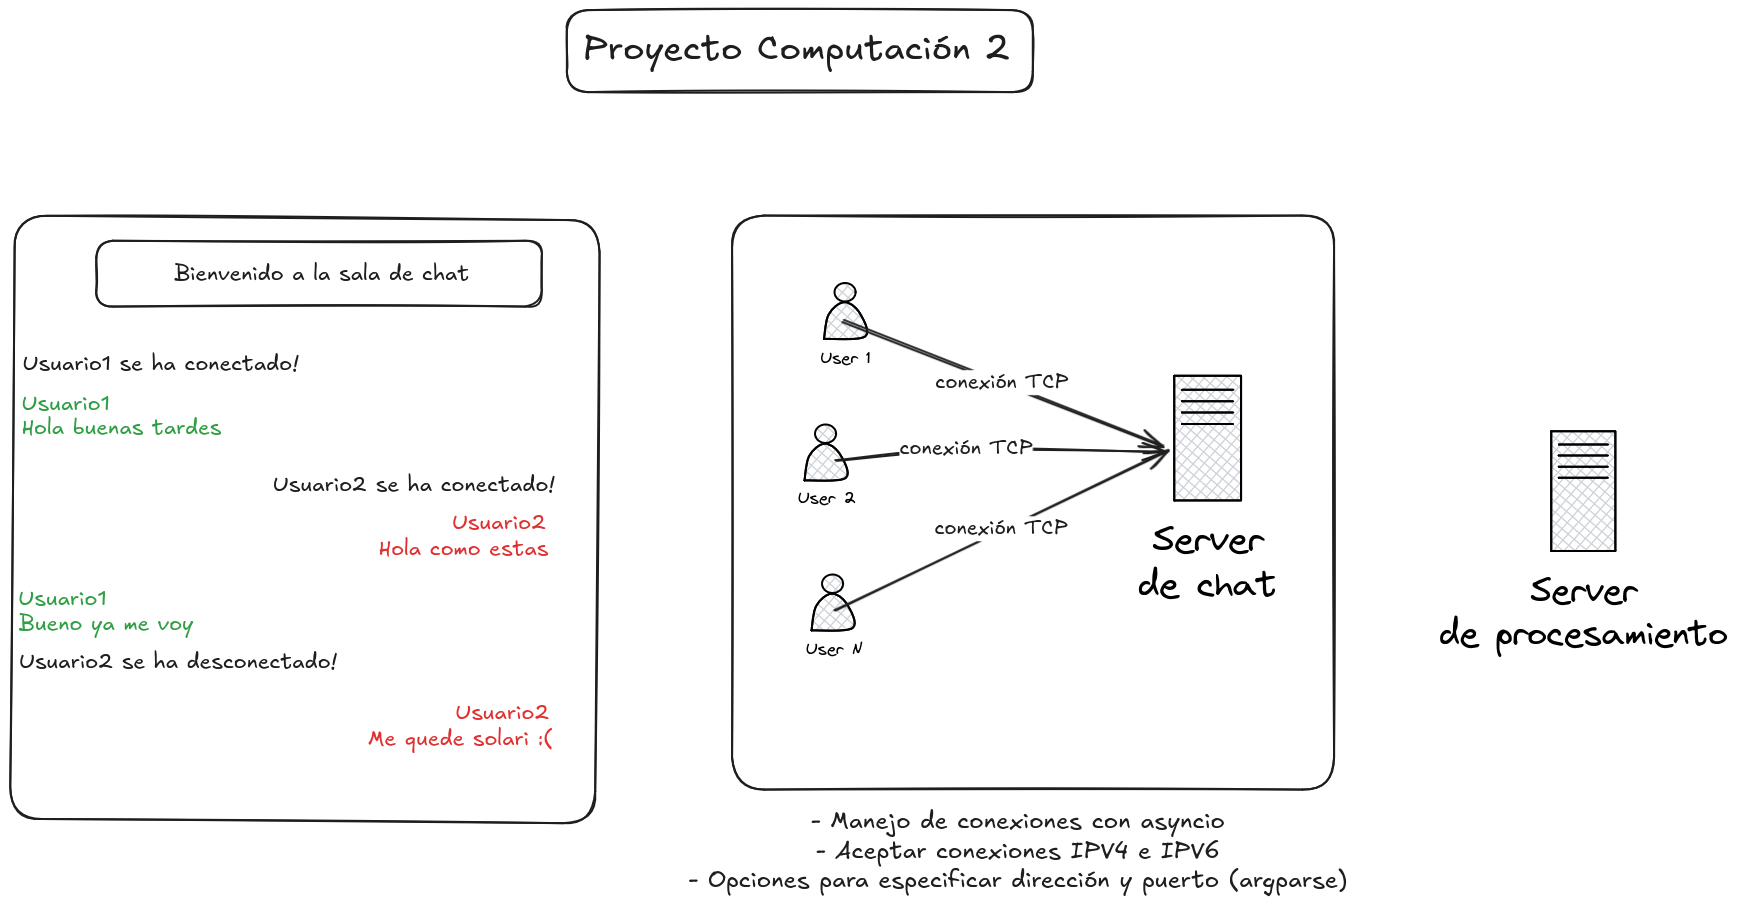 Proyecto Computación 2
Bienvenido a la sala de chat
Usuario1 se ha conectado!
Usuario1
Hola buenas tardes
Usuario2 se ha conectado!
Usuario2
Hola como estas
Usuario1
Bueno ya me voy
Usuario2 se ha desconectado!
Usuario2
Me quede solari :(
User 1
conexión TCP
User 2
conexión TCP
User N
conexión TCP
Server
de chat
- Manejo de conexiones con asyncio
- Aceptar conexiones IPV4 e IPV6
- Opciones para especificar dirección y puerto (argparse)
Server
de procesamiento